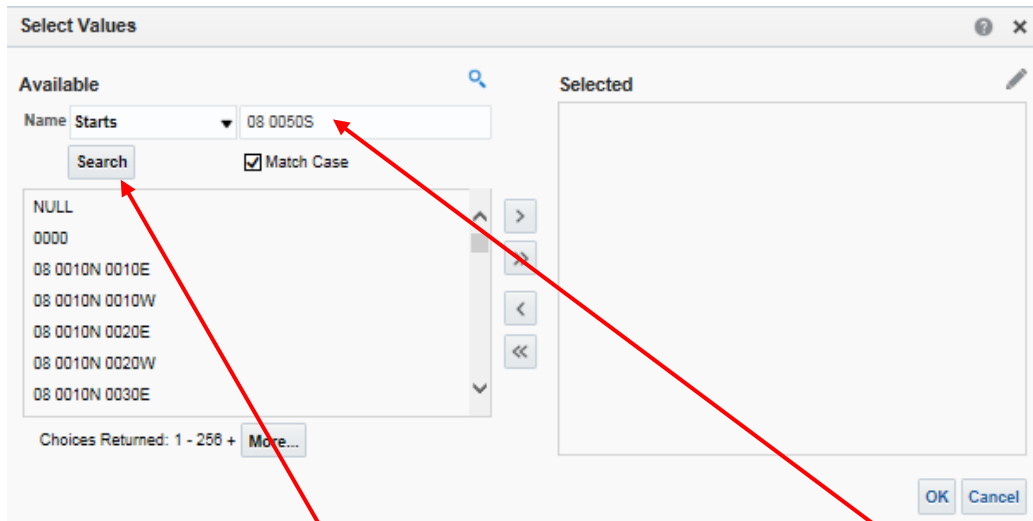 Select Values
Available
Selected
Name Starts 08 0050S
Search Match Case
NULL
0000
08 0010N 0010E
08 0010N 0010W
08 0010N 0020E
08 0010N 0020W
08 0010N 0030E
Choices Returned: 1 - 256 + More...
OK Cancel